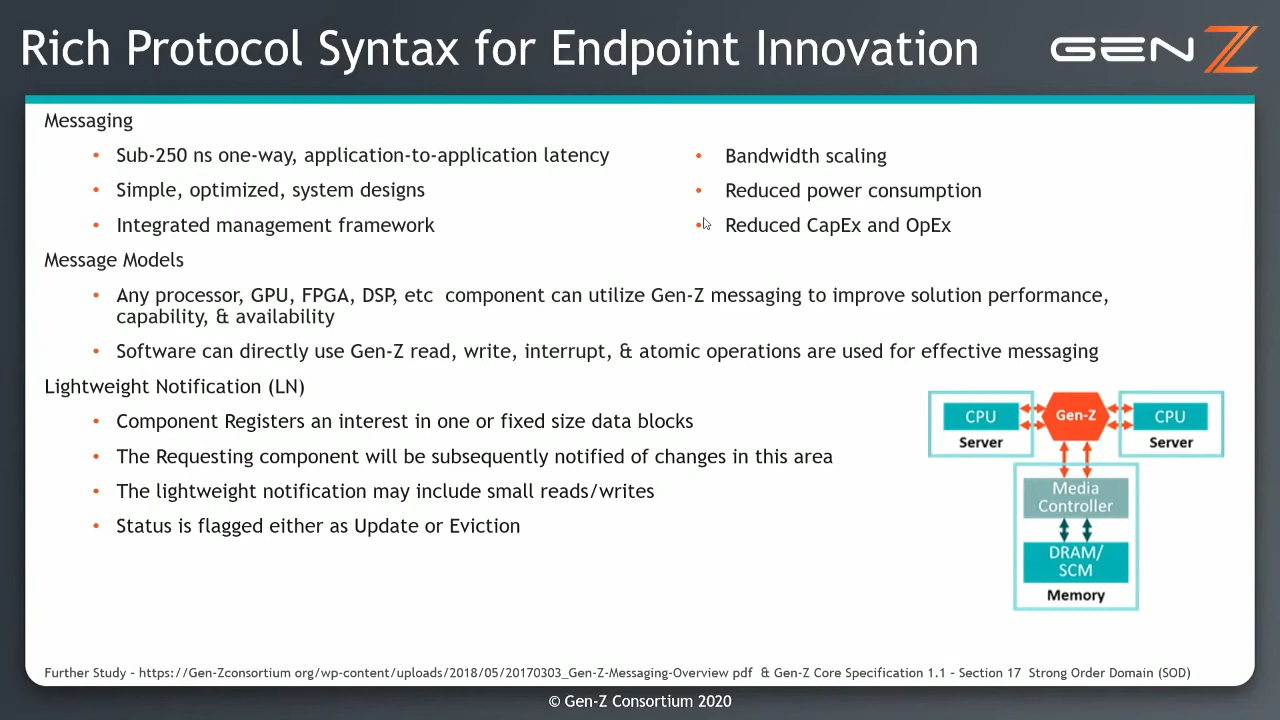 Rich Protocol Syntax for Endpoint Innovation
GEN Z
Messaging
• Sub-250 ns one-way, application-to-application latency
• Simple, optimized, system designs
• Integrated management framework
• Bandwidth scaling
• Reduced power consumption
• Reduced CapEx and OpEx
Message Models
• Any processor, GPU, FPGA, DSP, etc component can utilize Gen-Z messaging to improve solution performance,
capability, & availability
• Software can directly use Gen-Z read, write, interrupt, & atomic operations are used for effective messaging
Lightweight Notification (LN)
• Component Registers an interest in one or fixed size data blocks
• The Requesting component will be subsequently notified of changes in this area
• The lightweight notification may include small reads/writes
• Status is flagged either as Update or Eviction
CPU
Server
Gen-Z
CPU
Server
Media
Controller
DRAM/
SCM
Memory
Further Study - https://Gen-Zconsortium org/wp-content/uploads/2018/05/20170303_Gen-Z-Messaging-Overview pdf & Gen-Z Core Specification 1.1 - Section 17 Strong Order Domain (SOD)
© Gen-Z Consortium 2020